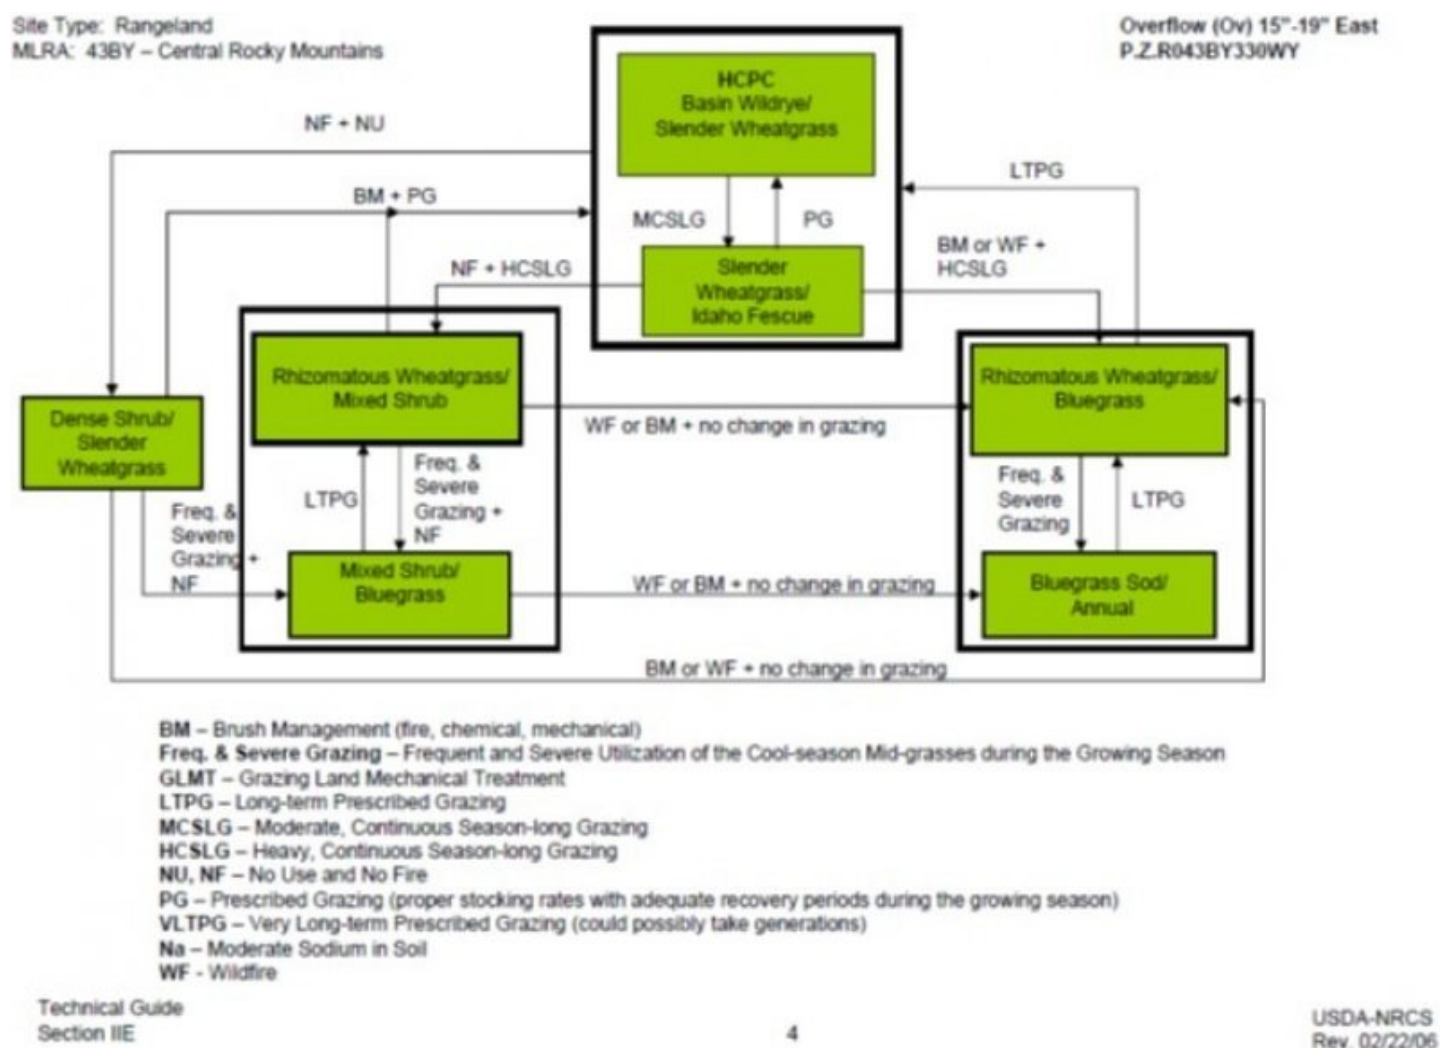 Site Type: Rangeland
MLRA: 43BY – Central Rocky Mountains
Overflow (Ov) 15"-19" East
P.Z.R043BY330WY
HCPC
Basin Wildrye/
Slender Wheatgrass
NF + NU
BM + PG
LTPG
MCSLG
PG
NF + HCSLG
BM or WF +
HCSLG
Slender
Wheatgrass/
Idaho Fescue
Rhizomatous Wheatgrass/
Mixed Shrub
Rhizomatous Wheatgrass/
Bluegrass
Dense Shrub/
Slender
Wheatgrass
WF or BM + no change in grazing
LTPG
Freq. &
Severe
Grazing +
NF
Freq. &
Severe
Grazing
LTPG
Freq. &
Severe
Grazing +
NF
Mixed Shrub/
Bluegrass
WF or BM + no change in grazing
Bluegrass Sod/
Annual
BM or WF + no change in grazing
BM – Brush Management (fire, chemical, mechanical)
Freq. & Severe Grazing – Frequent and Severe Utilization of the Cool-season Mid-grasses during the Growing Season
GLMT – Grazing Land Mechanical Treatment
LTPG – Long-term Prescribed Grazing
MCSLG – Moderate, Continuous Season-long Grazing
HCSLG – Heavy, Continuous Season-long Grazing
NU, NF – No Use and No Fire
PG – Prescribed Grazing (proper stocking rates with adequate recovery periods during the growing season)
VLTPG – Very Long-term Prescribed Grazing (could possibly take generations)
Na – Moderate Sodium in Soil
WF - Wildfire
Technical Guide
Section IIE
4
USDA-NRCS
Rev. 02/22/06